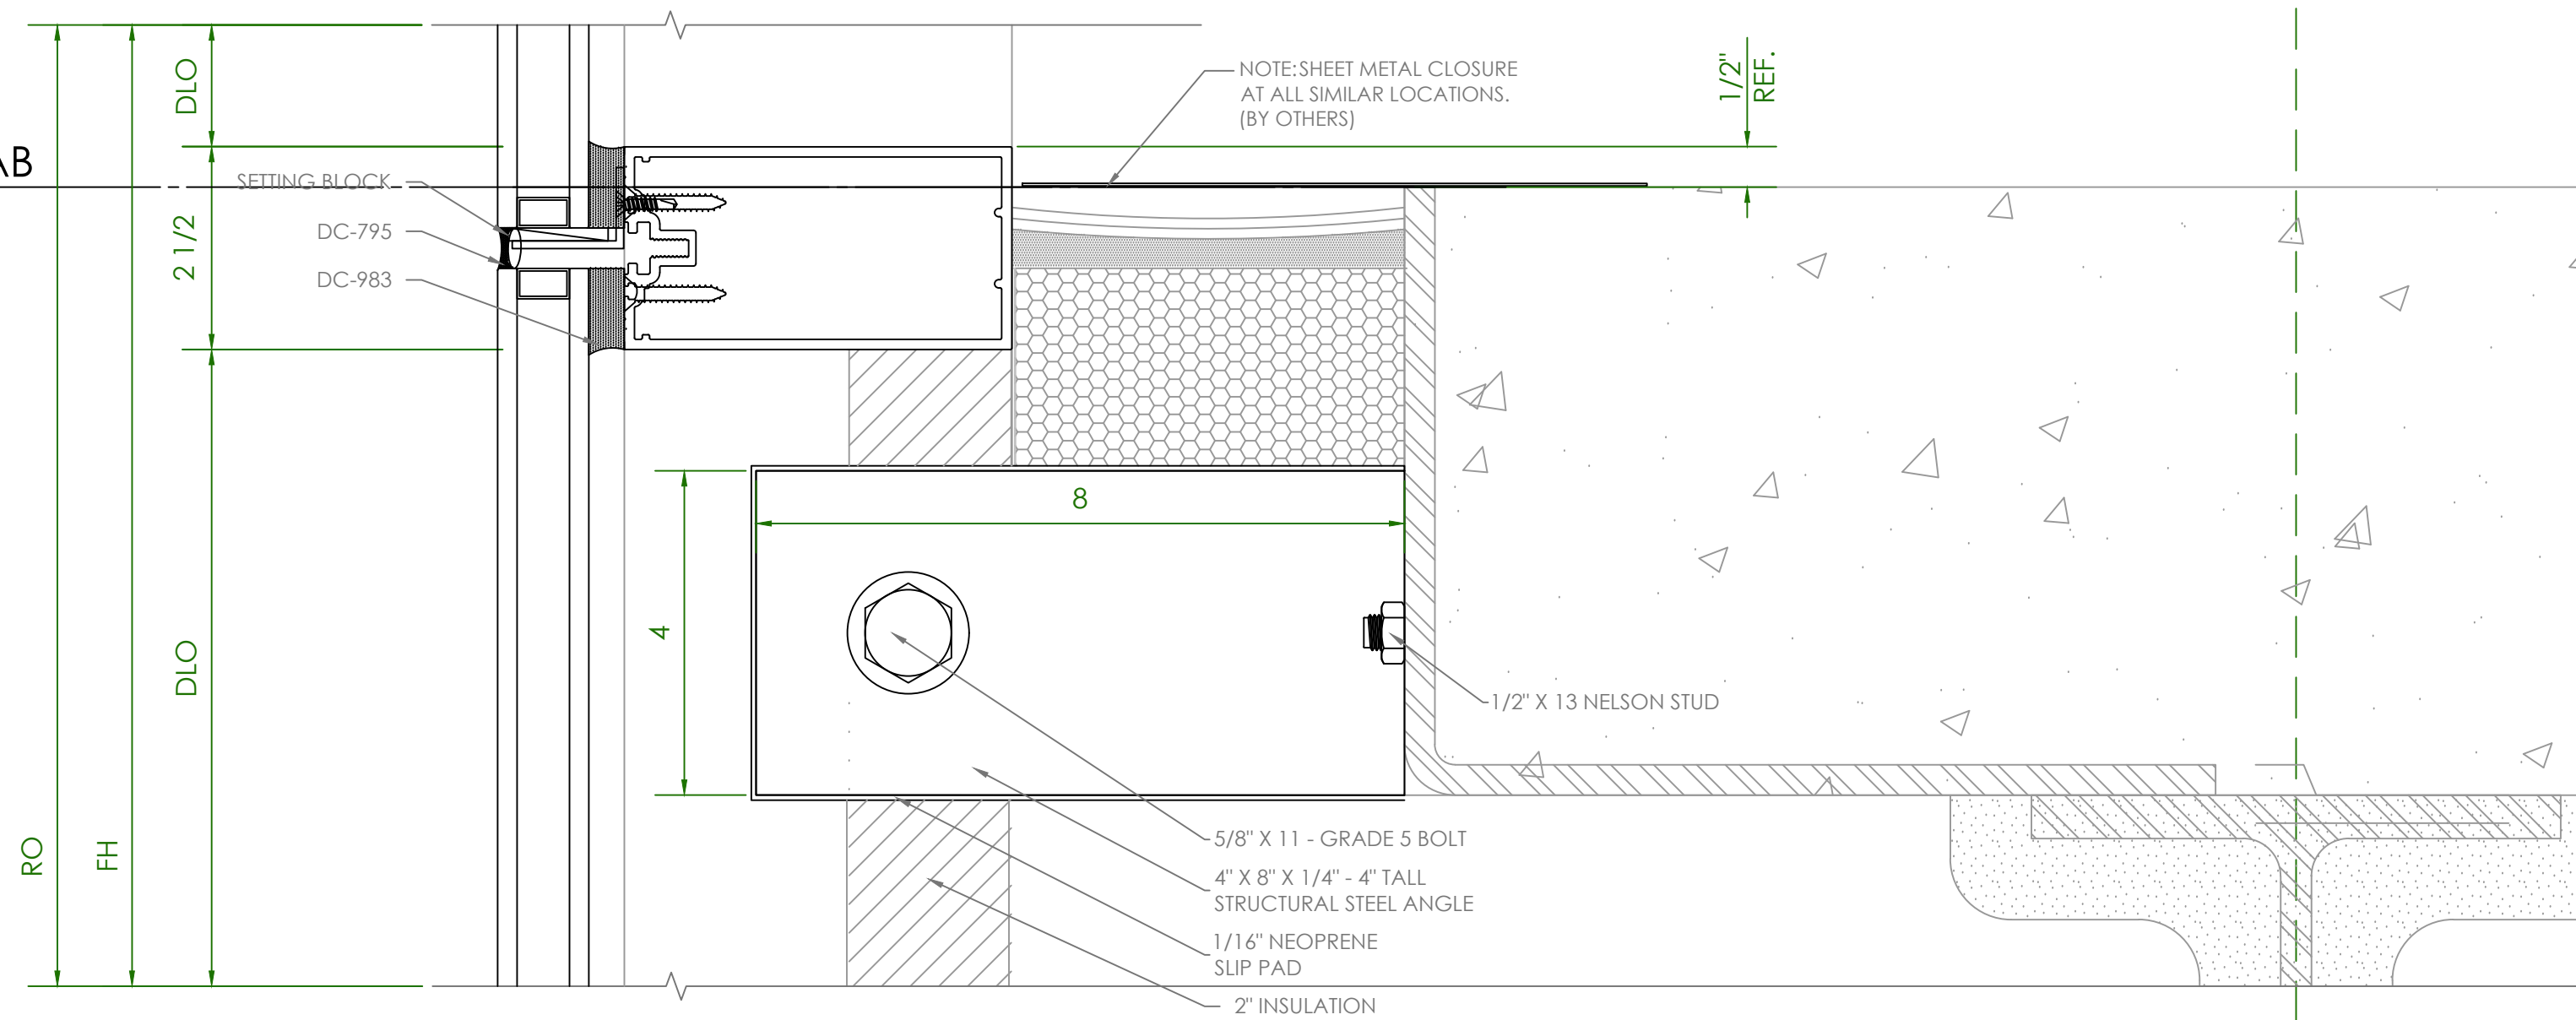 DLO
NOTE:SHEET METAL CLOSURE
AT ALL SIMILAR LOCATIONS.
(BY OTHERS)
1/2"
REF.
AB
SETTING BLOCK
DC-795
2 1/2
DC-983
8
4
DLO
1/2" X 13 NELSON STUD
RO
FH
5/8" X 11 - GRADE 5 BOLT
4" X 8" X 1/4" - 4" TALL
STRUCTURAL STEEL ANGLE
1/16" NEOPRENE
SLIP PAD
2" INSULATION